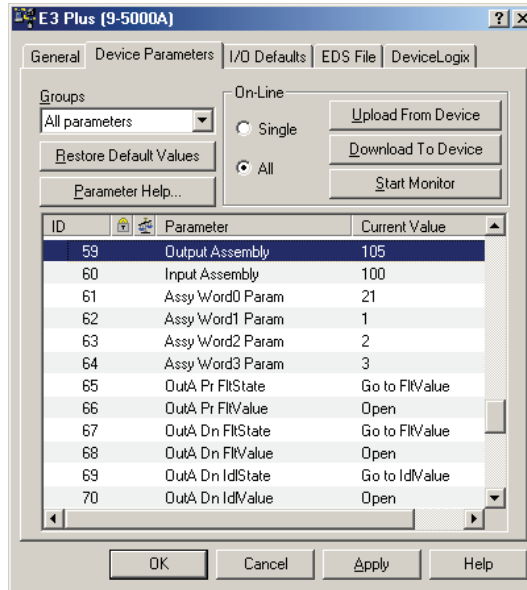 E3 Plus (9-5000A)
General Device Parameters I/O Defaults EDS File DeviceLogix
Groups
All parameters
Restore Default Values
Parameter Help...
On-Line
Single
All
Upload From Device
Download To Device
Start Monitor
ID Parameter Current Value
59 Output Assembly 105
60 Input Assembly 100
61 Assy Word0 Param 21
62 Assy Word1 Param 1
63 Assy Word2 Param 2
64 Assy Word3 Param 3
65 OutA Pr FltState Go to FltValue
66 OutA Pr FltValue Open
67 OutA Dn FltState Go to FltValue
68 OutA Dn FltValue Open
69 OutA Dn IdlState Go to IdlValue
70 OutA Dn IdlValue Open
OK Cancel Apply Help